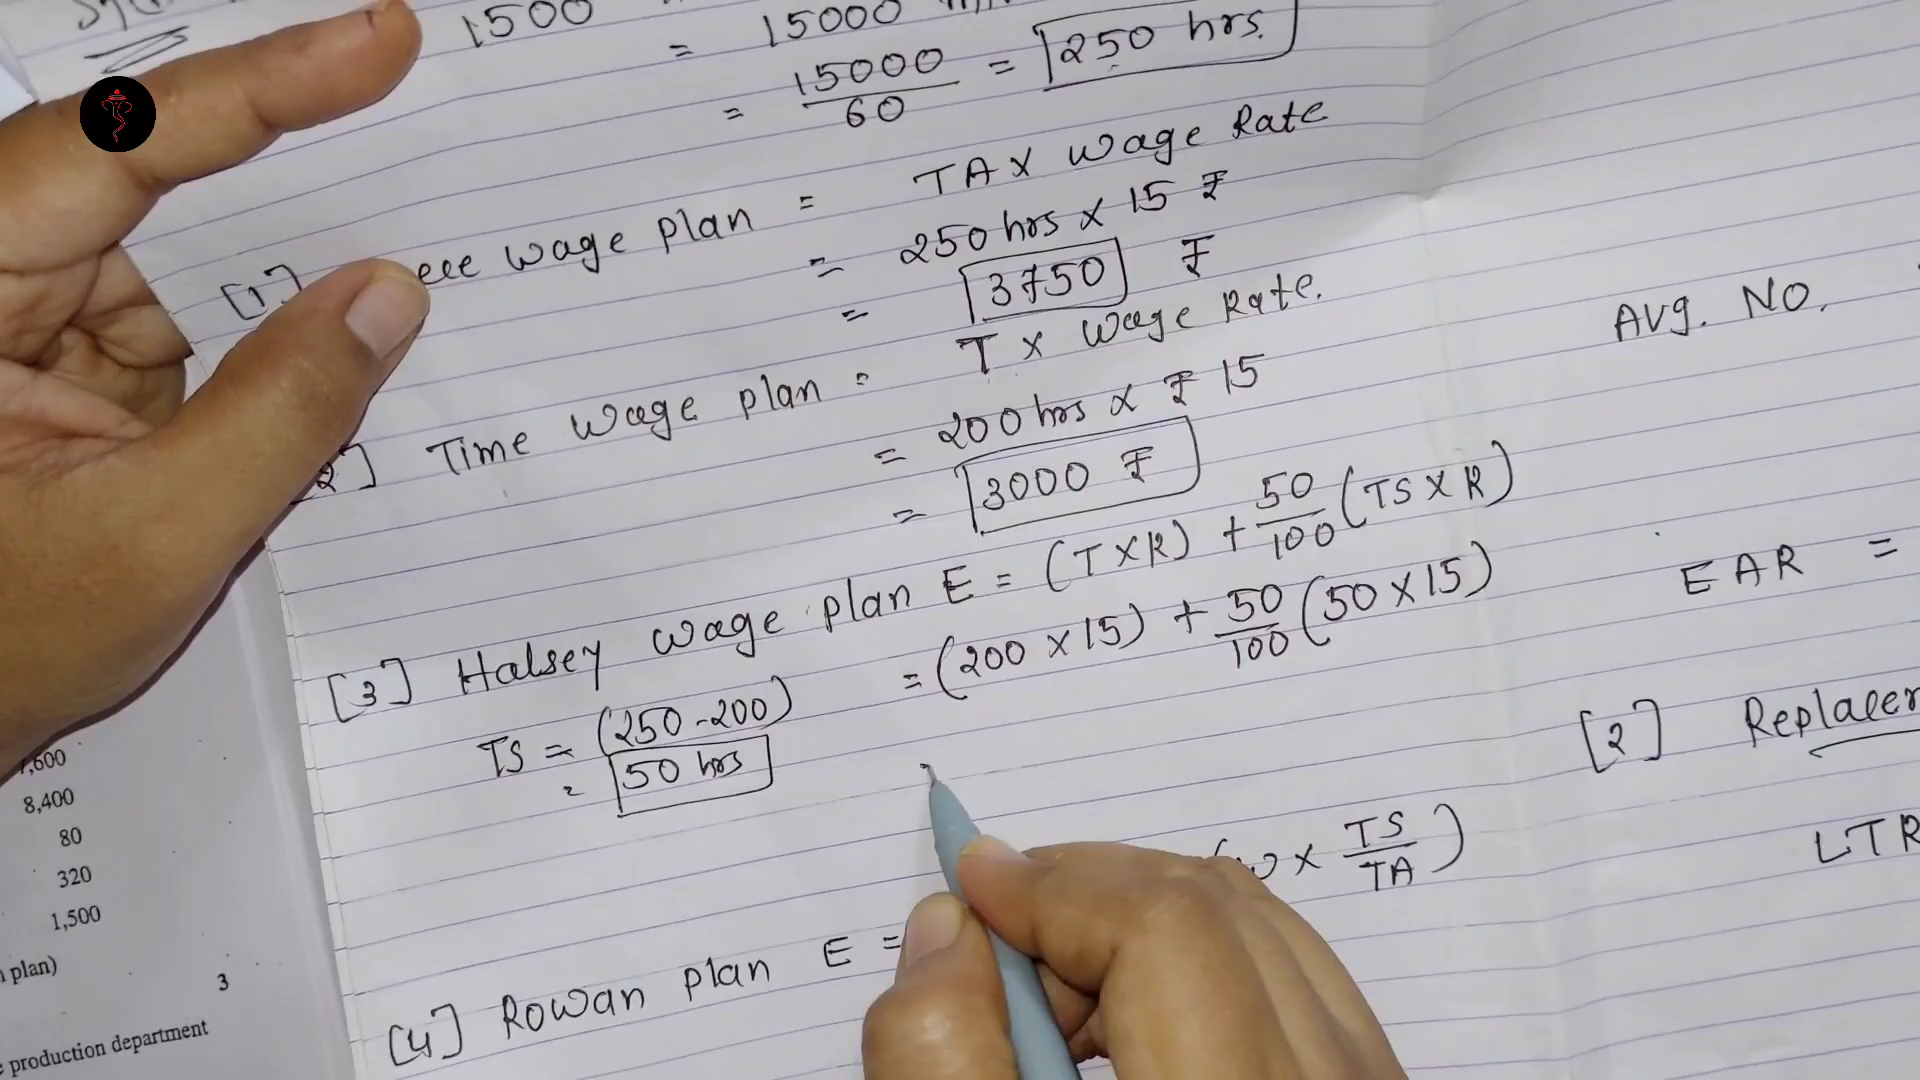 1500
= 15000
= 15000/60 = 250 hrs.
[1] wage plan = TA x wage Rate
= 250 hrs x 15 ₹
= 3750 ₹
[2] Time wage plan = T x wage Rate.
= 200 hrs x ₹ 15
= 3000 ₹
[3] Halsey wage plan E = (T X R) + 50/100 (TS X R)
= (200 x 15) + 50/100 (50 x 15)
TS = (250-200)
= 50 hrs
[4] Rowan plan E =
x TS/TA)
Avg. No.
EAR =
[2]
LTR
,600
8,400
80
320
1,500
plan)
3
production department